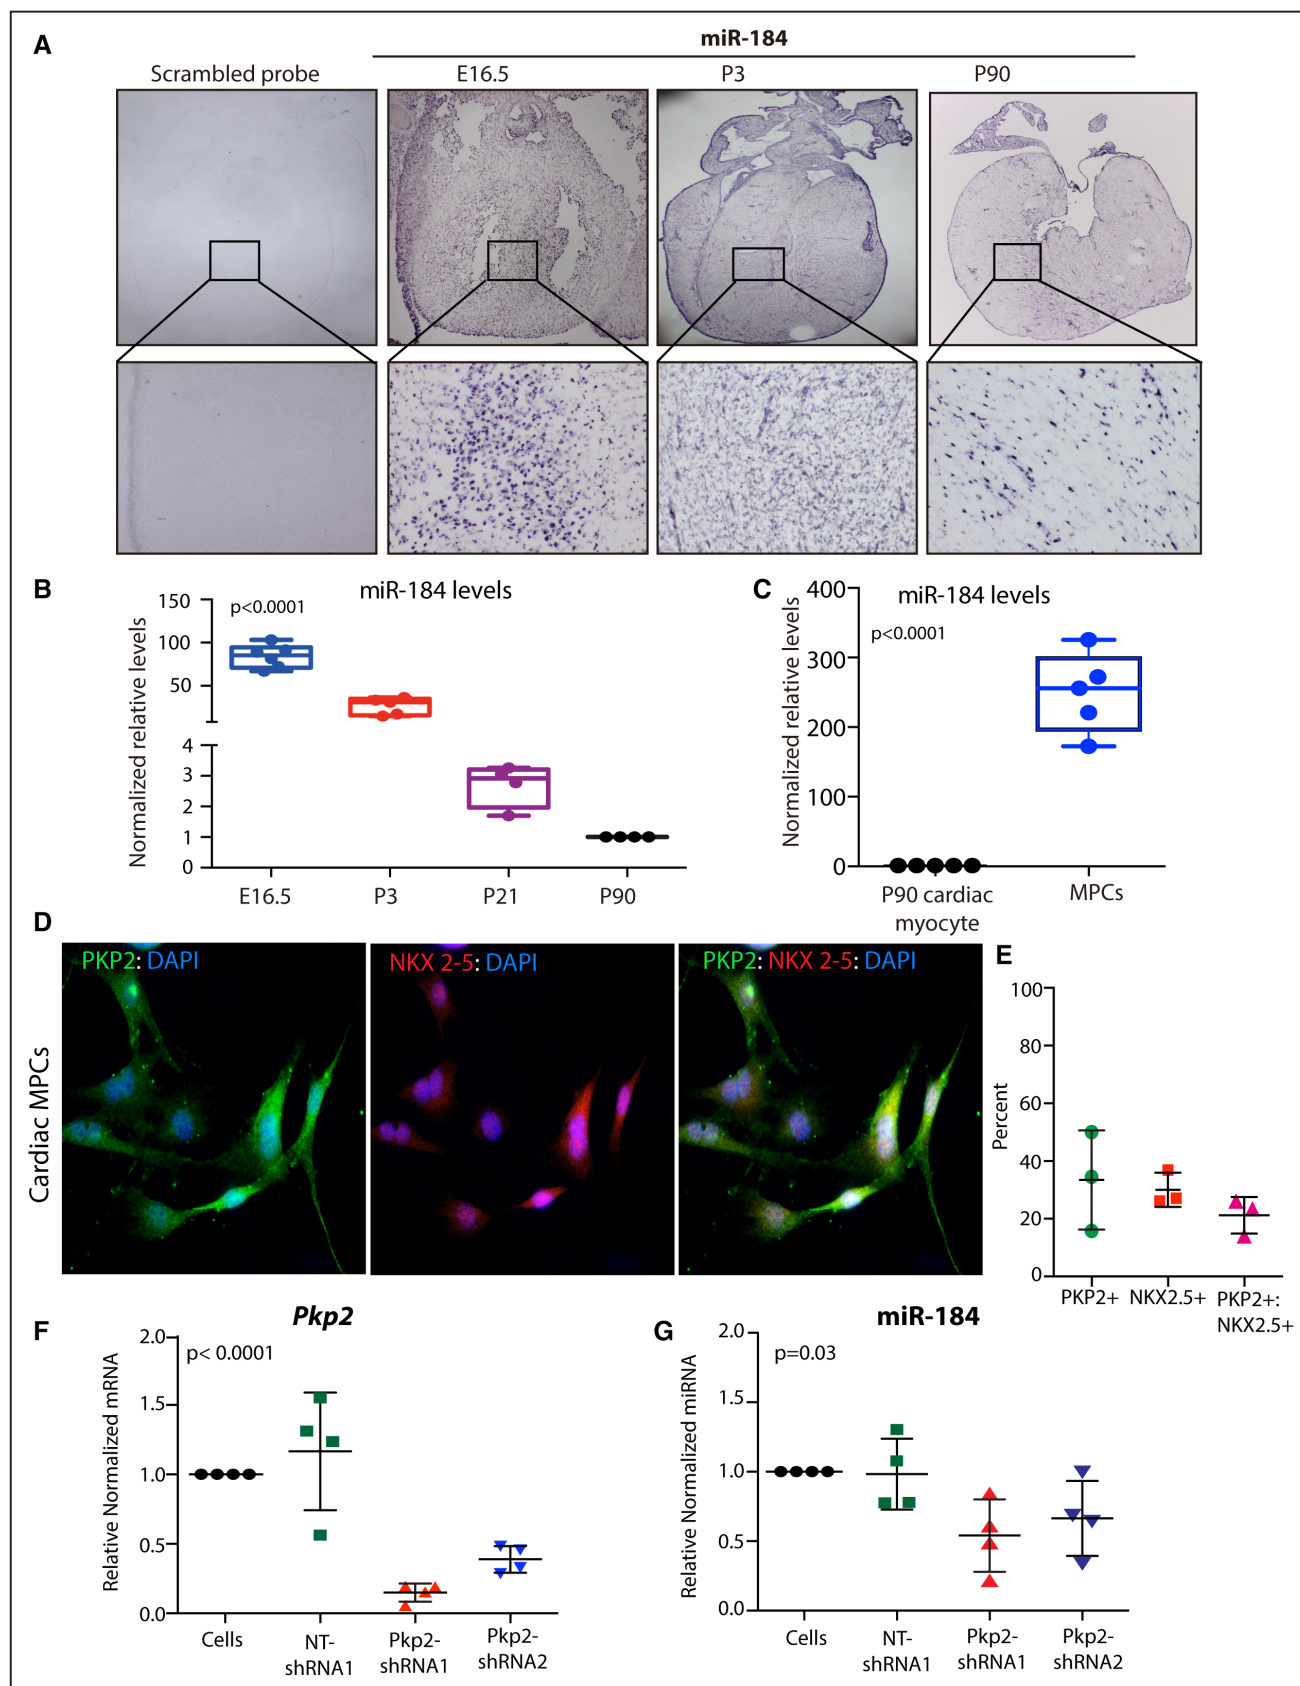 A
miR-184
Scrambled probe
E16.5
P3
P90
B
miR-184 levels
p<0.0001
Normalized relative levels
150
100
50
4
3
2
1
0
E16.5
P3
P21
P90
C
miR-184 levels
p<0.0001
Normalized relative levels
400
300
200
100
0
P90 cardiac
myocyte
MPCs
D
Cardiac MPCs
PKP2: DAPI
NKX 2-5: DAPI
PKP2: NKX 2-5: DAPI
E
Percent
100
80
60
40
20
0
PKP2+
NKX2.5+
PKP2+:
NKX2.5+
F
Pkp2
p< 0.0001
Relative Normalized mRNA
2.0
1.5
1.0
0.5
0.0
Cells
NT-
shRNA1
Pkp2-
shRNA1
Pkp2-
shRNA2
G
miR-184
p=0.03
Relative Normalized miRNA
2.0
1.5
1.0
0.5
0.0
Cells
NT-
shRNA1
Pkp2-
shRNA1
Pkp2-
shRNA2